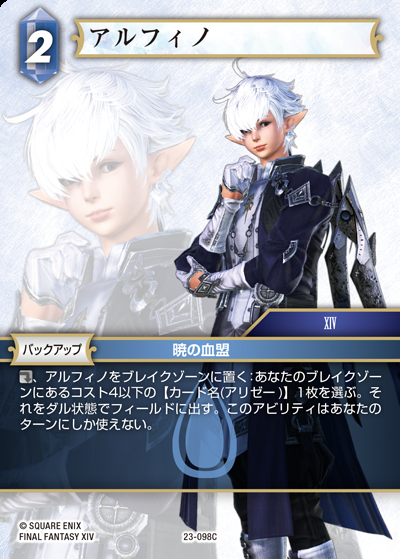 2
アルフィノ
XIV
バックアップ
暁の血盟
、アルフィノをブレイクゾーンに置く：あなたのブレイクゾー
ンにあるコスト4以下の【カード名(アリゼー)】1枚を選ぶ。そ
れをダル状態でフィールドに出す。このアビリティはあなたの
ターンにしか使えない。
© SQUARE ENIX
FINAL FANTASY XIV
23-098C